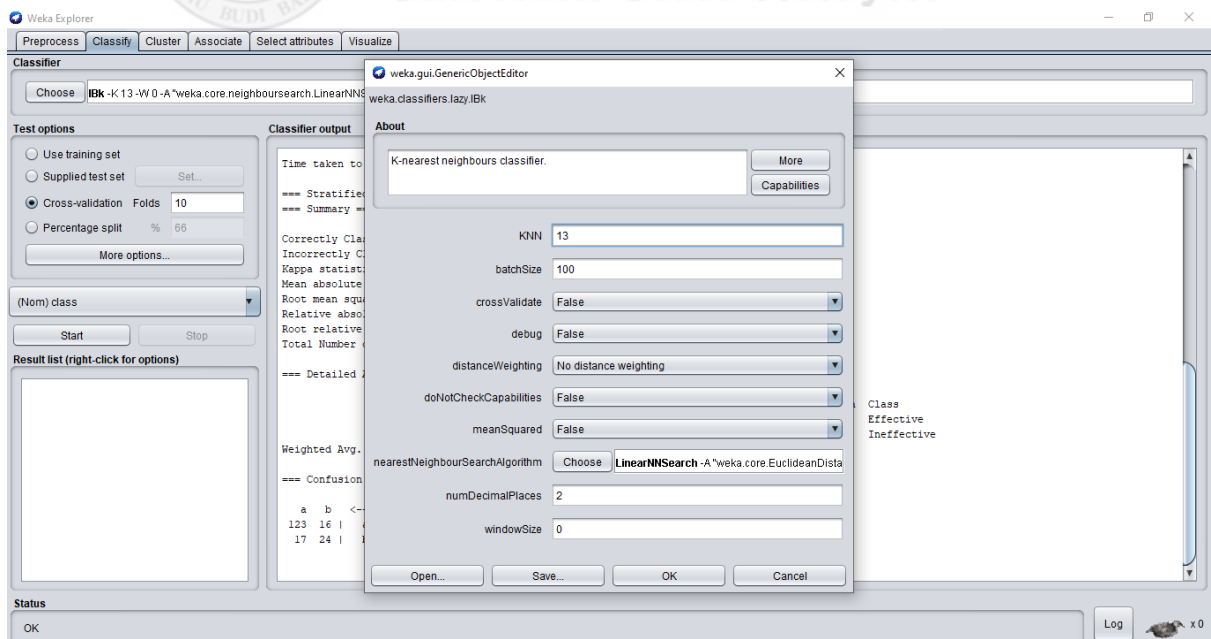 BUDI
Weka Explorer
Preprocess Classify Cluster Associate Select attributes Visualize
Classifier
Choose IBk -K 13 -W 0 -A "weka.core.neighboursearch.LinearNNS
Test options
Use training set
Supplied test set Set...
Cross-validation Folds 10
Percentage split % 66
More options...
(Nom) class
Start Stop
Result list (right-click for options)
Classifier output
Time taken to
=== Stratified
=== Summary ==
Correctly Clas
Incorrectly C
Kappa statist
Mean absolute
Root mean squ
Relative abso
Root relative
Total Number
=== Detailed
Class
Effective
Ineffective
Weighted Avg.
=== Confusion
a b <-
123 16 |
17 24 |
weka.gui.GenericObjectEditor
weka.classifiers.lazy.IBk
About
K-nearest neighbours classifier.
More
Capabilities
KNN 13
batchSize 100
crossValidate False
debug False
distanceWeighting No distance weighting
doNotCheckCapabilities False
meanSquared False
nearestNeighbourSearchAlgorithm Choose LinearNNSearch -A "weka.core.EuclideanDista
numDecimalPlaces 2
windowSize 0
Open... Save... OK Cancel
Status
OK
Log x 0